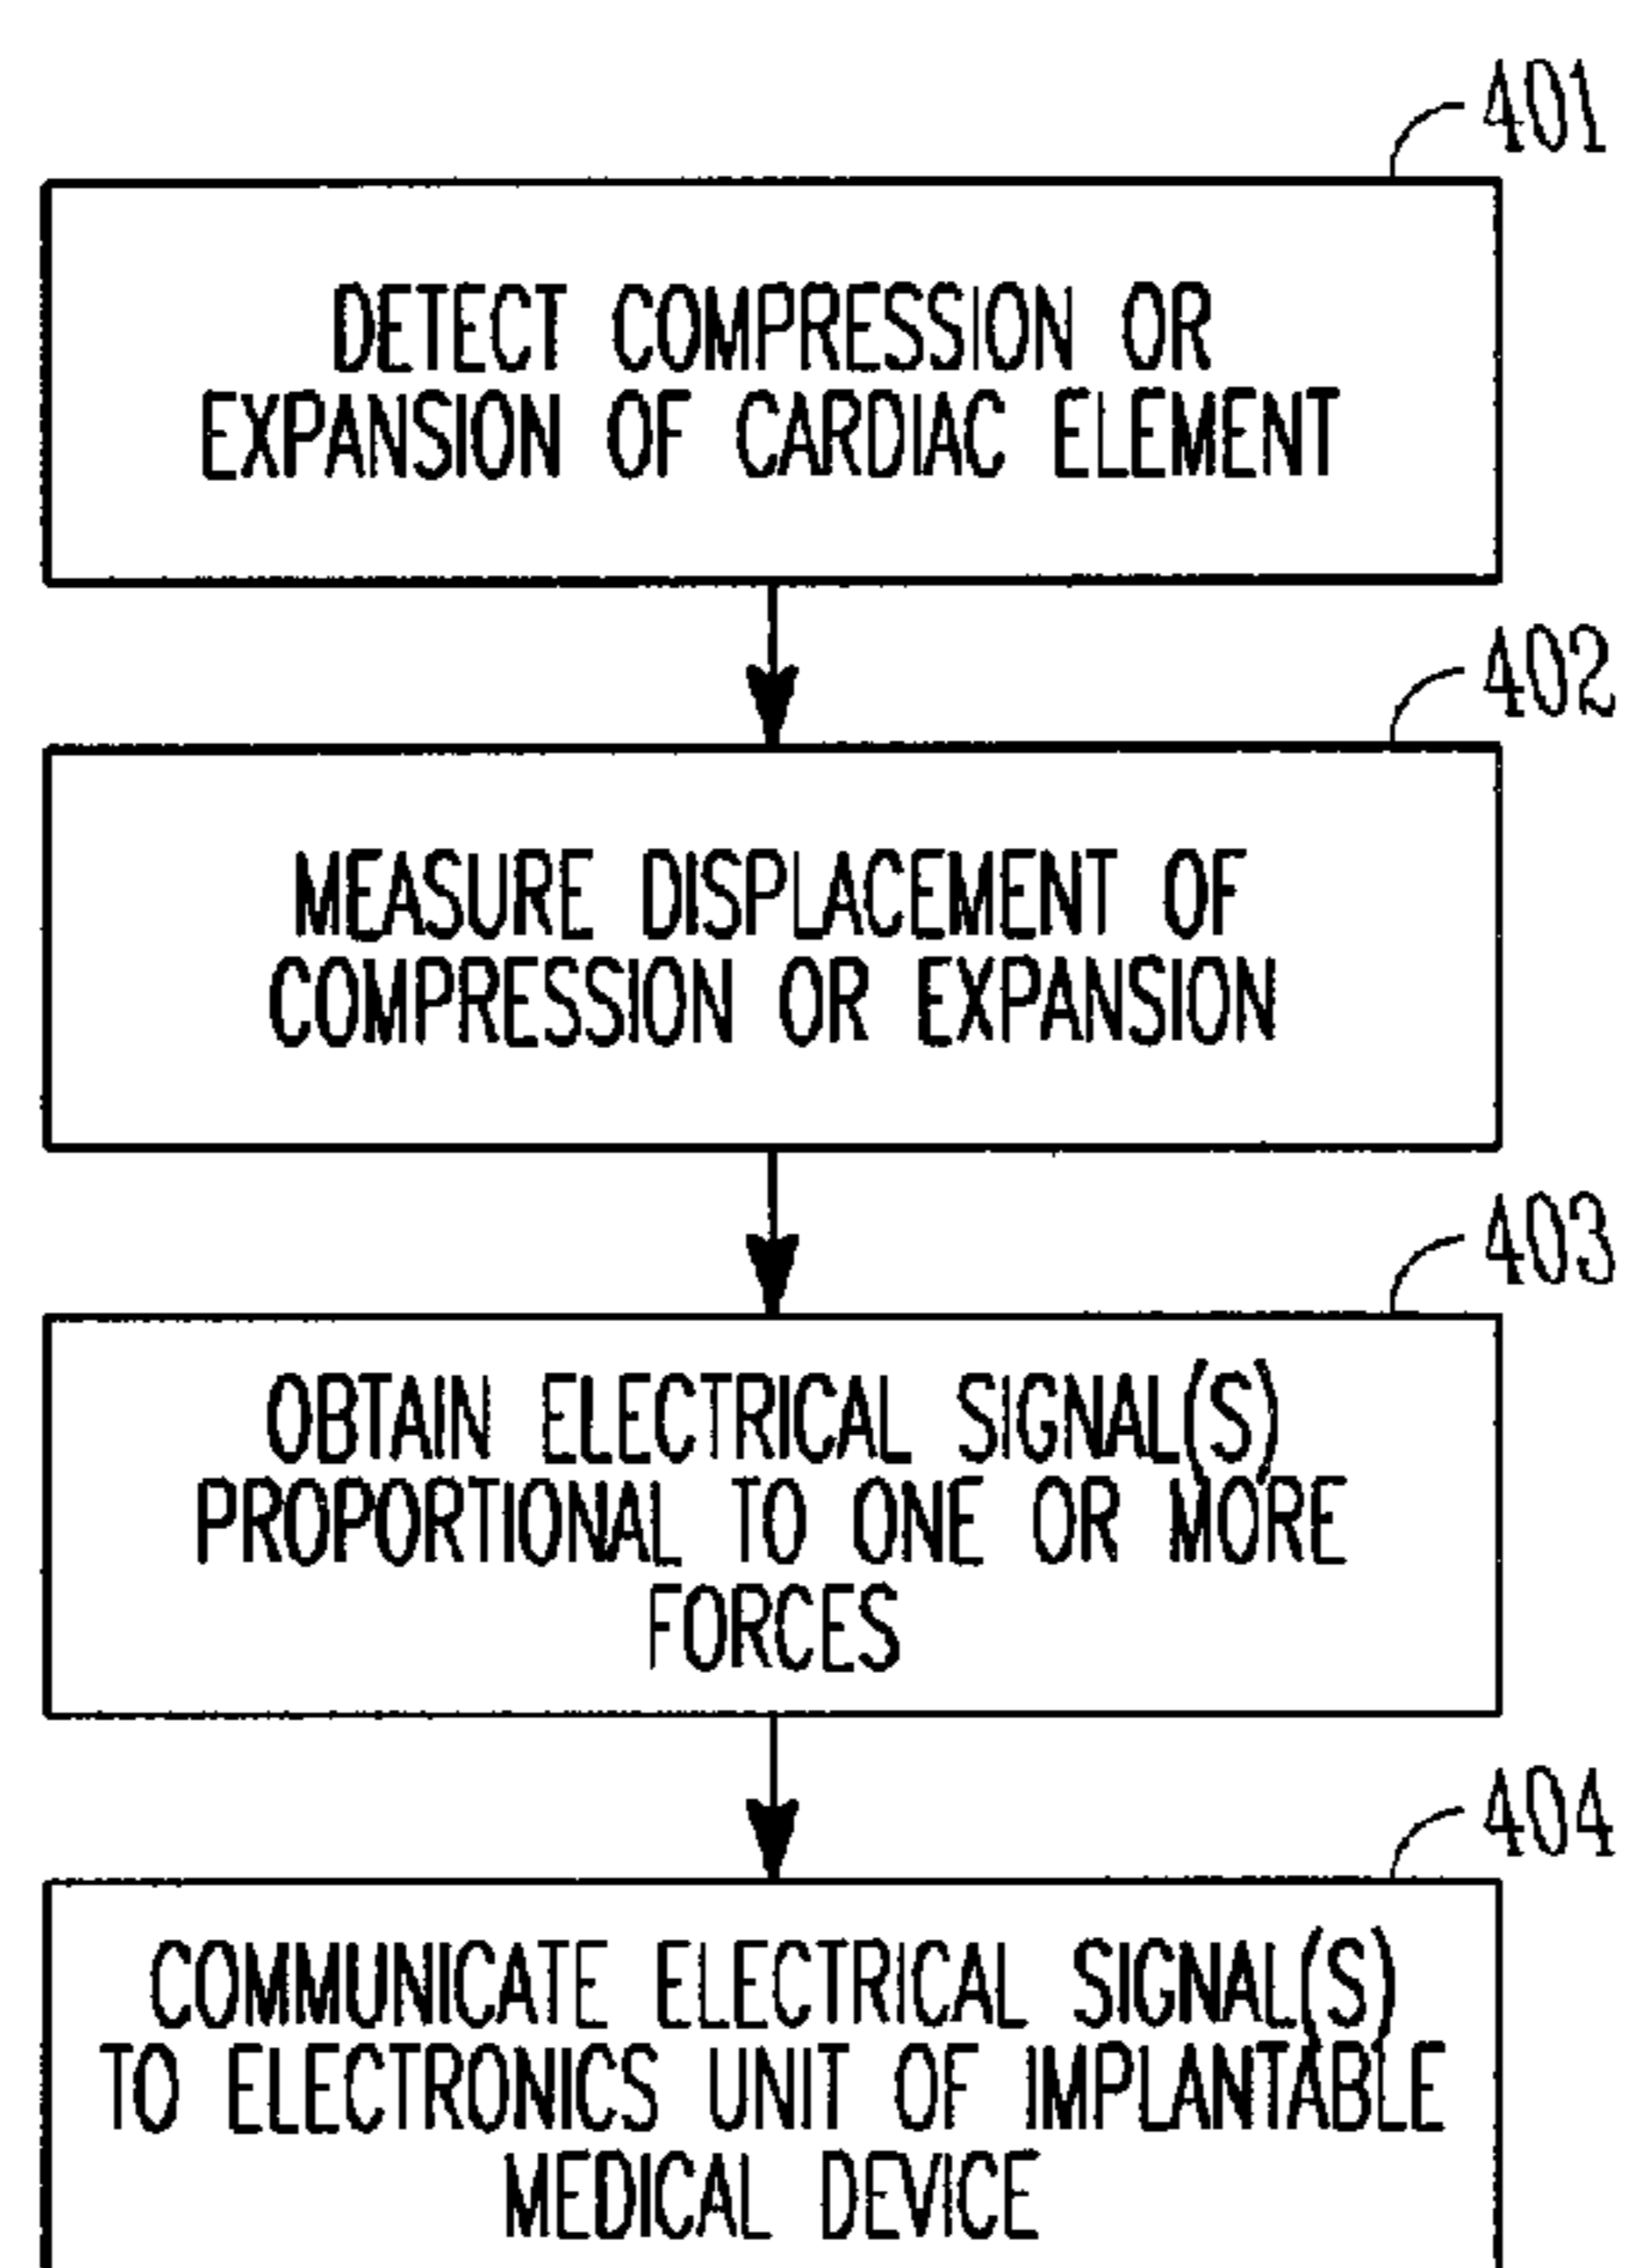 401
DETECT COMPRESSION OR
EXPANSION OF CARDIAC ELEMENT
402
MEASURE DISPLACEMENT OF
COMPRESSION OR EXPANSION
403
OBTAIN ELECTRICAL SIGNAL(S)
PROPORTIONAL TO ONE OR MORE
FORCES
404
COMMUNICATE ELECTRICAL SIGNAL(S)
TO ELECTRONICS UNIT OF IMPLANTABLE
MEDICAL DEVICE